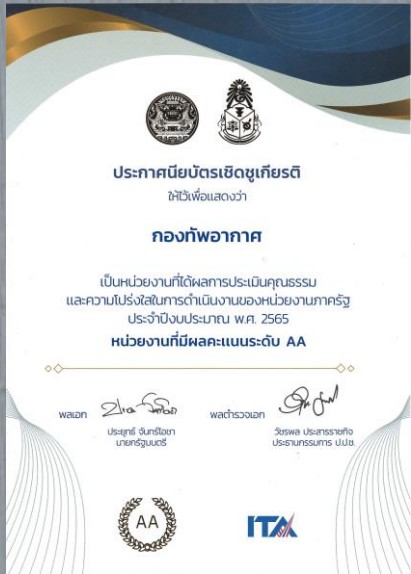 ประกาศนียบัตรเชิดชูเกียรติ
ให้ไว้เพื่อแสดงว่า
กองทัพอากาศ
เป็นหน่วยงานที่ได้ผลการประเมินคุณธรรม
และความโปร่งใสในการดำเนินงานของหน่วยงานภาครัฐ
ประจำปีงบประมาณ พ.ศ. 2565
หน่วยงานที่มีผลคะแนนระดับ AA
พลเอก
พลตำรวจเอก
ประยุทธ์ จันทร์โอชา
วัชรพล ประสารราชกิจ
นายกรัฐมนตรี
ประธานกรรมการ ป.ป.ช.
AA
ITA